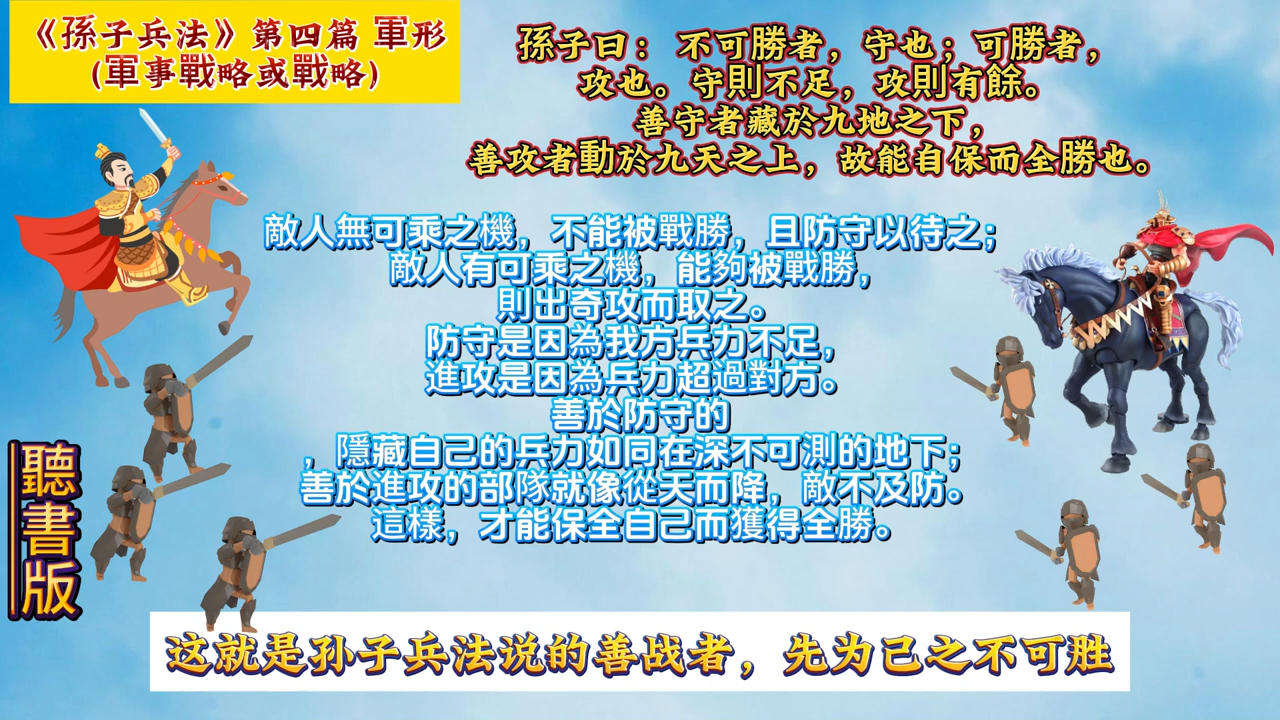 《孫子兵法》第四篇 軍形
(軍事戰略或戰略)
孫子曰：不可勝者，守也；可勝者，
攻也。守則不足，攻則有餘。
善守者藏於九地之下，
善攻者動於九天之上，故能自保而全勝也。
敵人無可乘之機，不能被戰勝，且防守以待之；
敵人有可乘之機，能夠被戰勝，
則出奇攻而取之。
防守是因為我方兵力不足，
進攻是因為兵力超過對方。
善於防守的
，隱藏自己的兵力如同在深不可測的地下；
善於進攻的部隊就像從天而降，敵不及防。
這樣，才能保全自己而獲得全勝。
聽書版
这就是孙子兵法说的善战者，先为己之不可胜